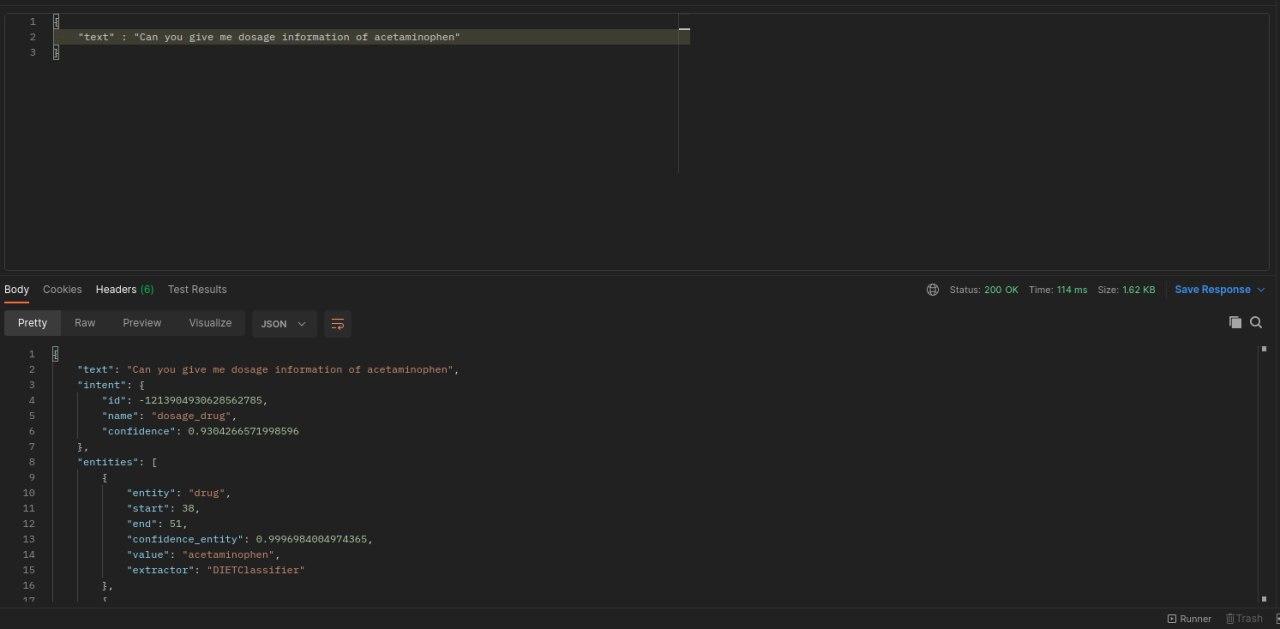 1 {
2 "text" : "Can you give me dosage information of acetaminophen"
3 }
Body Cookies Headers (6) Test Results Status: 200 OK Time: 114 ms Size: 1.62 KB Save Response
Pretty Raw Preview Visualize JSON
1 {
2 "text": "Can you give me dosage information of acetaminophen",
3 "intent": {
4 "id": -1213904930628562785,
5 "name": "dosage_drug",
6 "confidence": 0.9304266571998596
7 },
8 "entities": [
9 {
10 "entity": "drug",
11 "start": 38,
12 "end": 51,
13 "confidence_entity": 0.9996984004974365,
14 "value": "acetaminophen",
15 "extractor": "DIETClassifier"
16 },
17 {
Runner Trash